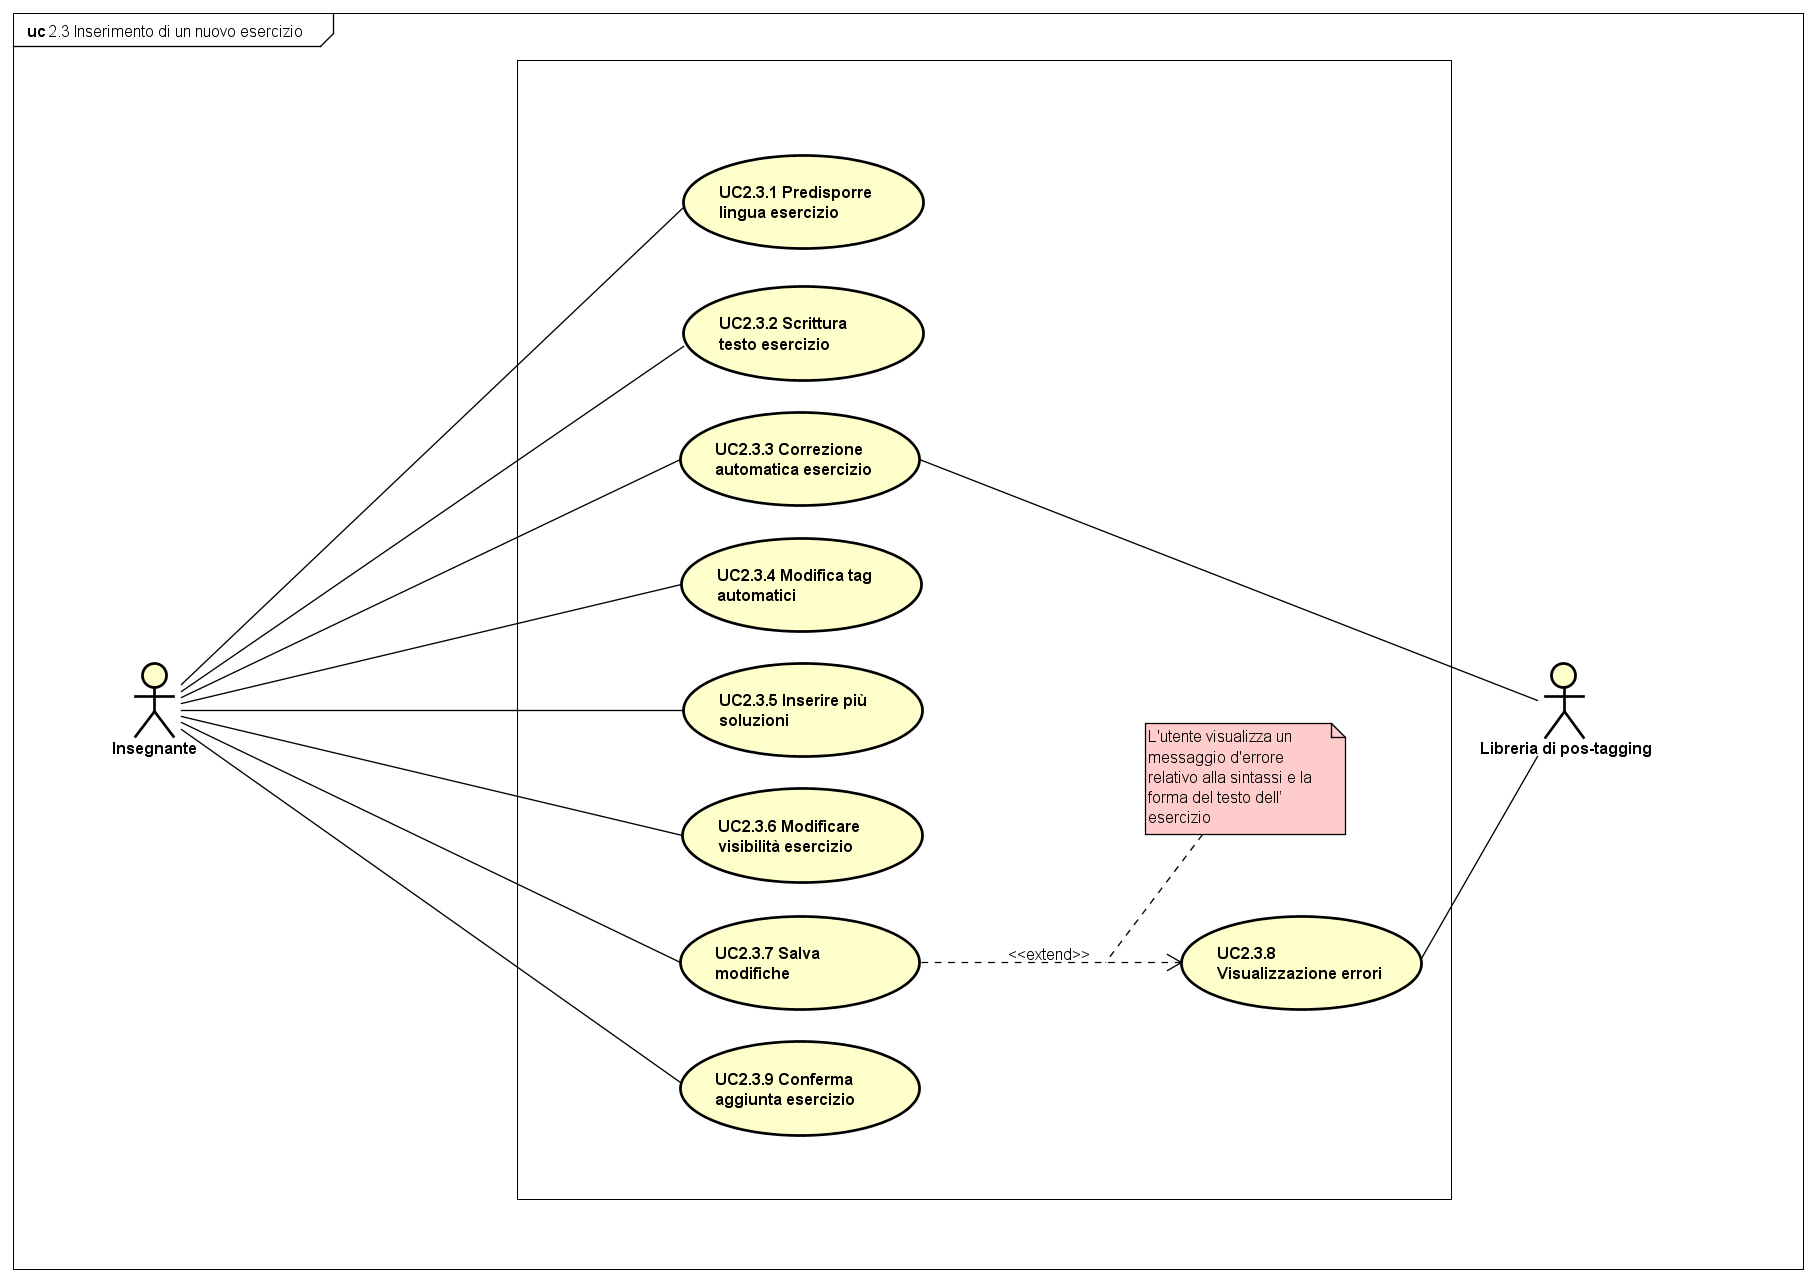 uc 2.3 Inserimento di un nuovo esercizio
UC2.3.1 Predisporre
lingua esercizio
UC2.3.2 Scrittura
testo esercizio
UC2.3.3 Correzione
automatica esercizio
UC2.3.4 Modifica tag
automatici
UC2.3.5 Inserire più
soluzioni
Insegnante
Libreria di pos-tagging
L'utente visualizza un
messaggio d'errore
relativo alla sintassi e la
forma del testo dell'
esercizio
UC2.3.6 Modificare
visibilità esercizio
UC2.3.7 Salva
modifiche
<<extend>>
UC2.3.8
Visualizzazione errori
UC2.3.9 Conferma
aggiunta esercizio